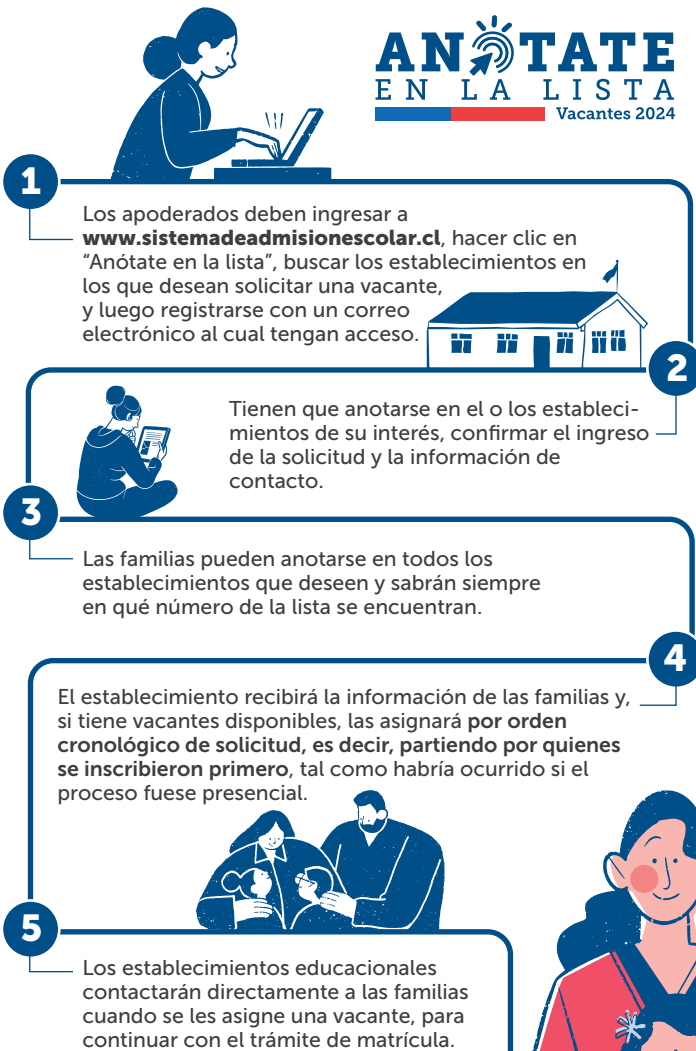 ANÓTATE
EN LA LISTA
Vacantes 2024
1
Los apoderados deben ingresar a
www.sistemadeadmisionescolar.cl, hacer clic en
“Anótate en la lista”, buscar los establecimientos en
los que desean solicitar una vacante,
y luego registrarse con un correo
electrónico al cual tengan acceso.
2
Tienen que anotarse en el o los estableci-
mientos de su interés, confirmar el ingreso
de la solicitud y la información de
contacto.
3
Las familias pueden anotarse en todos los
establecimientos que deseen y sabrán siempre
en qué número de la lista se encuentran.
4
El establecimiento recibirá la información de las familias y,
si tiene vacantes disponibles, las asignará por orden
cronológico de solicitud, es decir, partiendo por quienes
se inscribieron primero, tal como habría ocurrido si el
proceso fuese presencial.
5
Los establecimientos educacionales
contactarán directamente a las familias
cuando se les asigne una vacante, para
continuar con el trámite de matrícula.